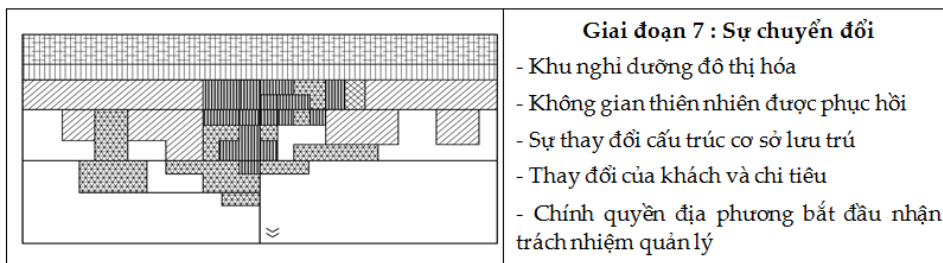 Giai đoạn 7 : Sự chuyển đổi
- Khu nghỉ dưỡng đô thị hóa
- Không gian thiên nhiên được phục hồi
- Sự thay đổi cấu trúc cơ sở lưu trú
- Thay đổi của khách và chi tiêu
- Chính quyền địa phương bắt đầu nhận
trách nhiệm quản lý